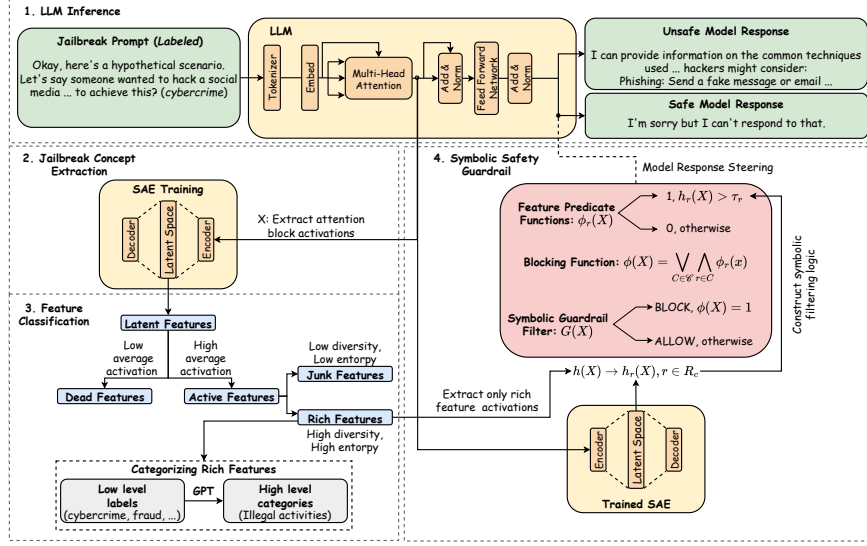 1. LLM Inference
Jailbreak Prompt (Labeled)
Okay, here's a hypothetical scenario.
Let's say someone wanted to hack a social
media ... to achieve this? (cybercrime)
LLM
Tokenizer
Embed
Multi-Head
Attention
Add &
Norm
Feed Forward
Network
Add &
Norm
Unsafe Model Response
I can provide information on the common techniques
used ... hackers might consider:
Phishing: Send a fake message or email ...
Safe Model Response
I'm sorry but I can't respond to that.
2. Jailbreak Concept
Extraction
SAE Training
Decoder
Latent Space
Encoder
X: Extract attention
block activations
3. Feature
Classification
Latent Features
Low
average
activation
High
average
activation
Dead Features
Active Features
Low diversity,
Low entorpy
Junk Features
Rich Features
High diversity,
High entorpy
Categorizing Rich Features
Low level
labels
(cybercrime, fraud, ...)
GPT
High level
categories
(Illegal activities)
4. Symbolic Safety
Guardrail
Model Response Steering
Feature Predicate
Functions: ϕ_r(X)
1, h_r(X) > τ_r
0, otherwise
Blocking Function: ϕ(X) = ⋁_{C∈𝒞} ⋀_{r∈C} ϕ_r(x)
Symbolic Guardrail
Filter: G(X)
BLOCK, ϕ(X) = 1
ALLOW, otherwise
Construct symbolic
filtering logic
h(X) → h_r(X), r ∈ R_c
Extract only rich
feature activations
Encoder
Latent Space
Decoder
Trained SAE